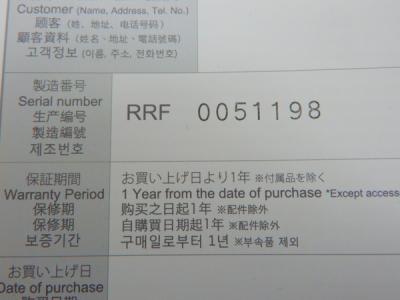 Customer (Name, Address, Tel. No.)
顾客 (姓、地址、电话号码)
顧客資料 (姓名、地址、電話號碼)
고객정보 (이름, 주소, 전화번호)
製造番号
Serial number
生产编号
製造編號
제조번호
RRF 0051198
保証期間
Warranty Period
保修期
保修期
보증기간
お買い上げ日より1年 ※付属品を除く
1 Year from the date of purchase *Except access
购买之日起1年 ※配件除外
自購買日期起1年 ※配件除外
구매일로부터 1년 ※부속품 제외
お買い上げ日
Date of purchase
购买日期